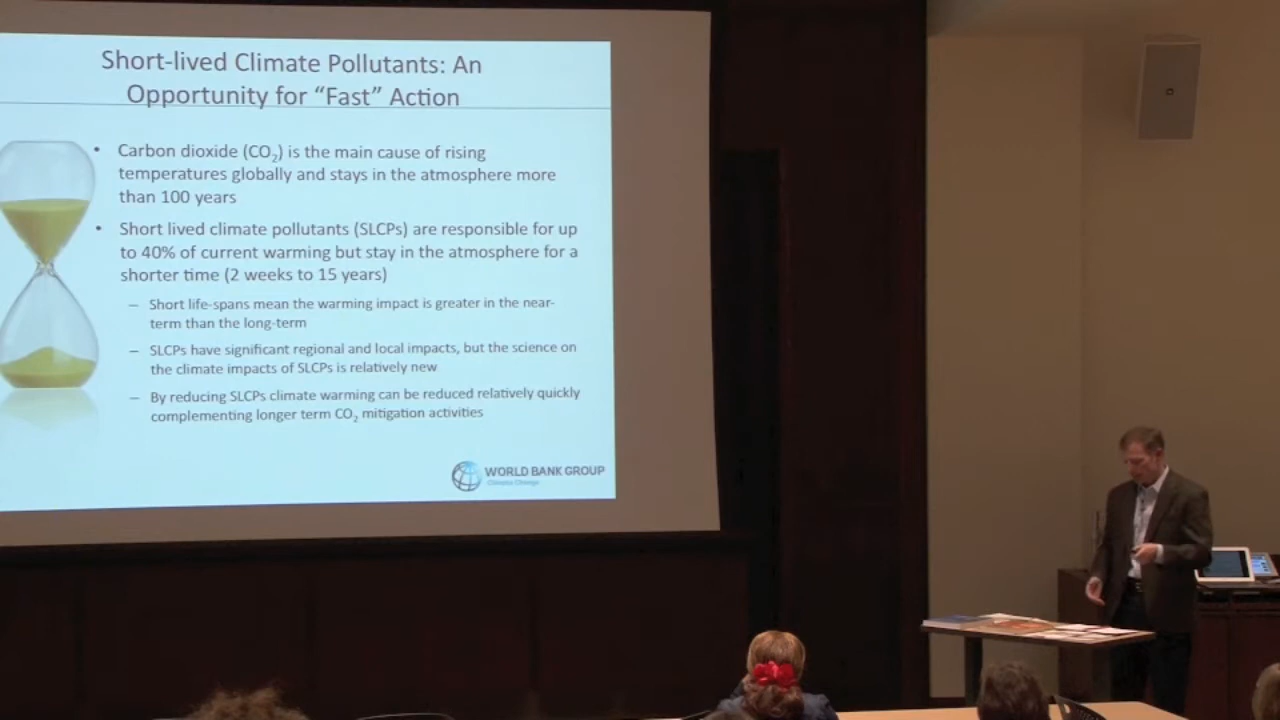 Short-lived Climate Pollutants: An
Opportunity for “Fast” Action
• Carbon dioxide (CO₂) is the main cause of rising
temperatures globally and stays in the atmosphere more
than 100 years
• Short lived climate pollutants (SLCPs) are responsible for up
to 40% of current warming but stay in the atmosphere for a
shorter time (2 weeks to 15 years)
– Short life-spans mean the warming impact is greater in the near-
term than the long-term
– SLCPs have significant regional and local impacts, but the science on
the climate impacts of SLCPs is relatively new
– By reducing SLCPs climate warming can be reduced relatively quickly
complementing longer term CO₂ mitigation activities
WORLD BANK GROUP
Climate Change